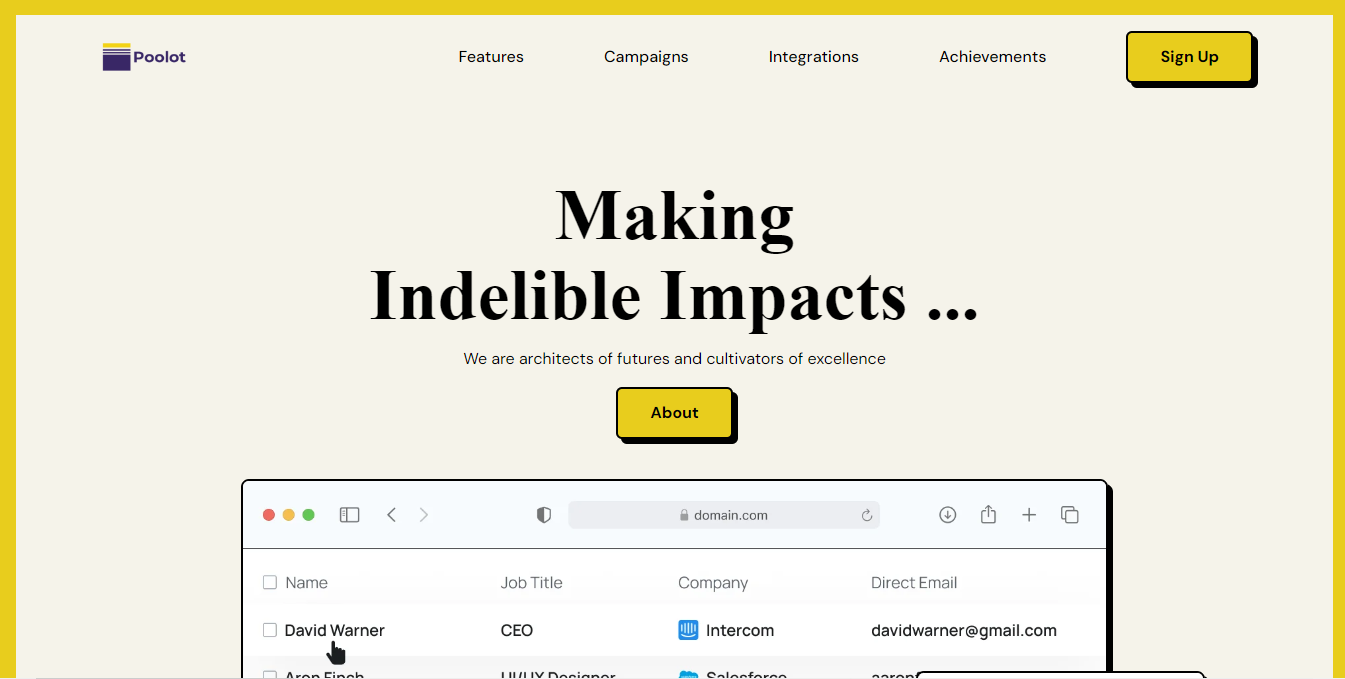 Poolot Features Campaigns Integrations Achievements Sign Up
Making
Indelible Impacts ...
We are architects of futures and cultivators of excellence
About
domain.com
Name Job Title Company Direct Email
David Warner CEO Intercom davidwarner@gmail.com
Aron Finch UI/UX Designer Salesforce